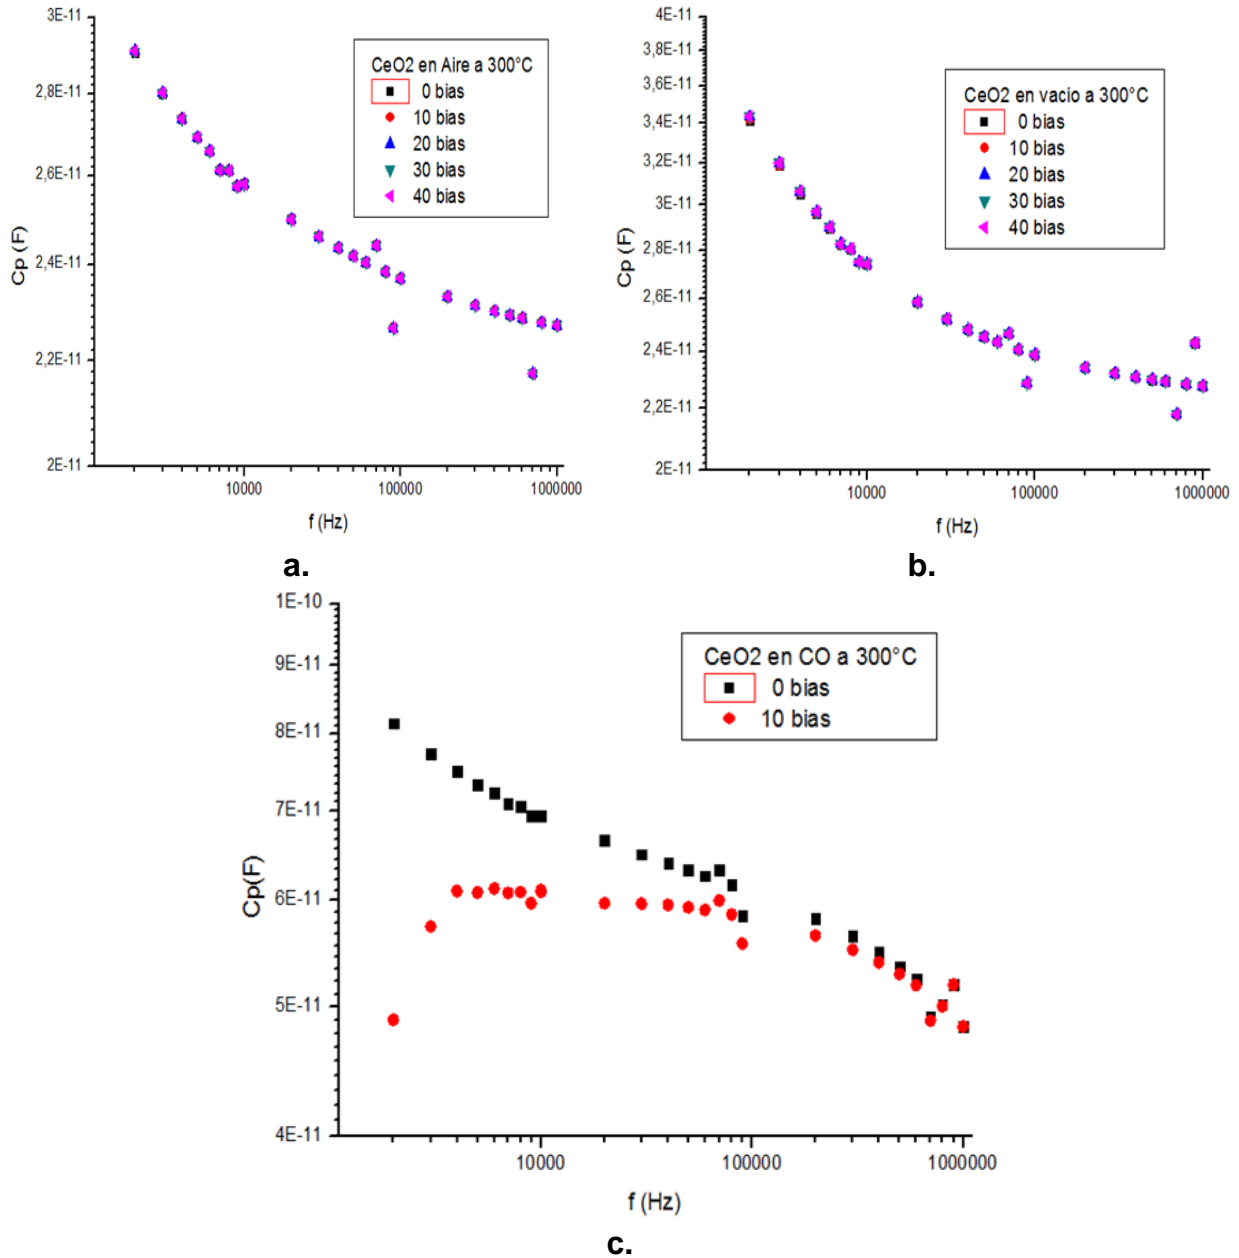 3E-11
2,8E-11
2,6E-11
2,4E-11
2,2E-11
2E-11
Cp (F)
10000
100000
1000000
f (Hz)
CeO2 en Aire a 300°C
0 bias
10 bias
20 bias
30 bias
40 bias
a.
4E-11
3,8E-11
3,6E-11
3,4E-11
3,2E-11
3E-11
2,8E-11
2,6E-11
2,4E-11
2,2E-11
2E-11
Cp (F)
10000
100000
1000000
f (Hz)
CeO2 en vacio a 300°C
0 bias
10 bias
20 bias
30 bias
40 bias
b.
1E-10
9E-11
8E-11
7E-11
6E-11
5E-11
4E-11
Cp(F)
10000
100000
1000000
f (Hz)
CeO2 en CO a 300°C
0 bias
10 bias
c.